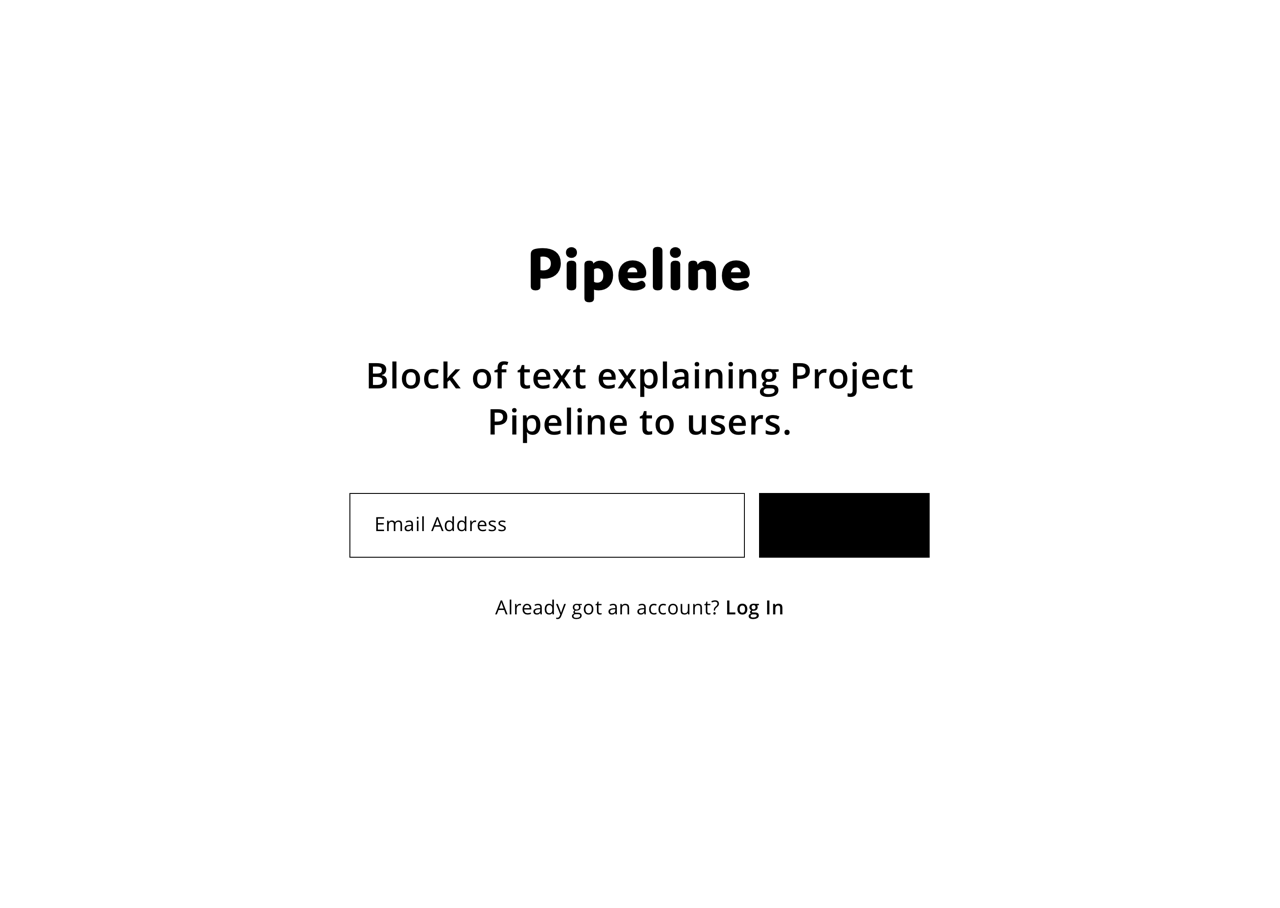 Pipeline
Block of text explaining Project
Pipeline to users.
Email Address
Already got an account? Log In